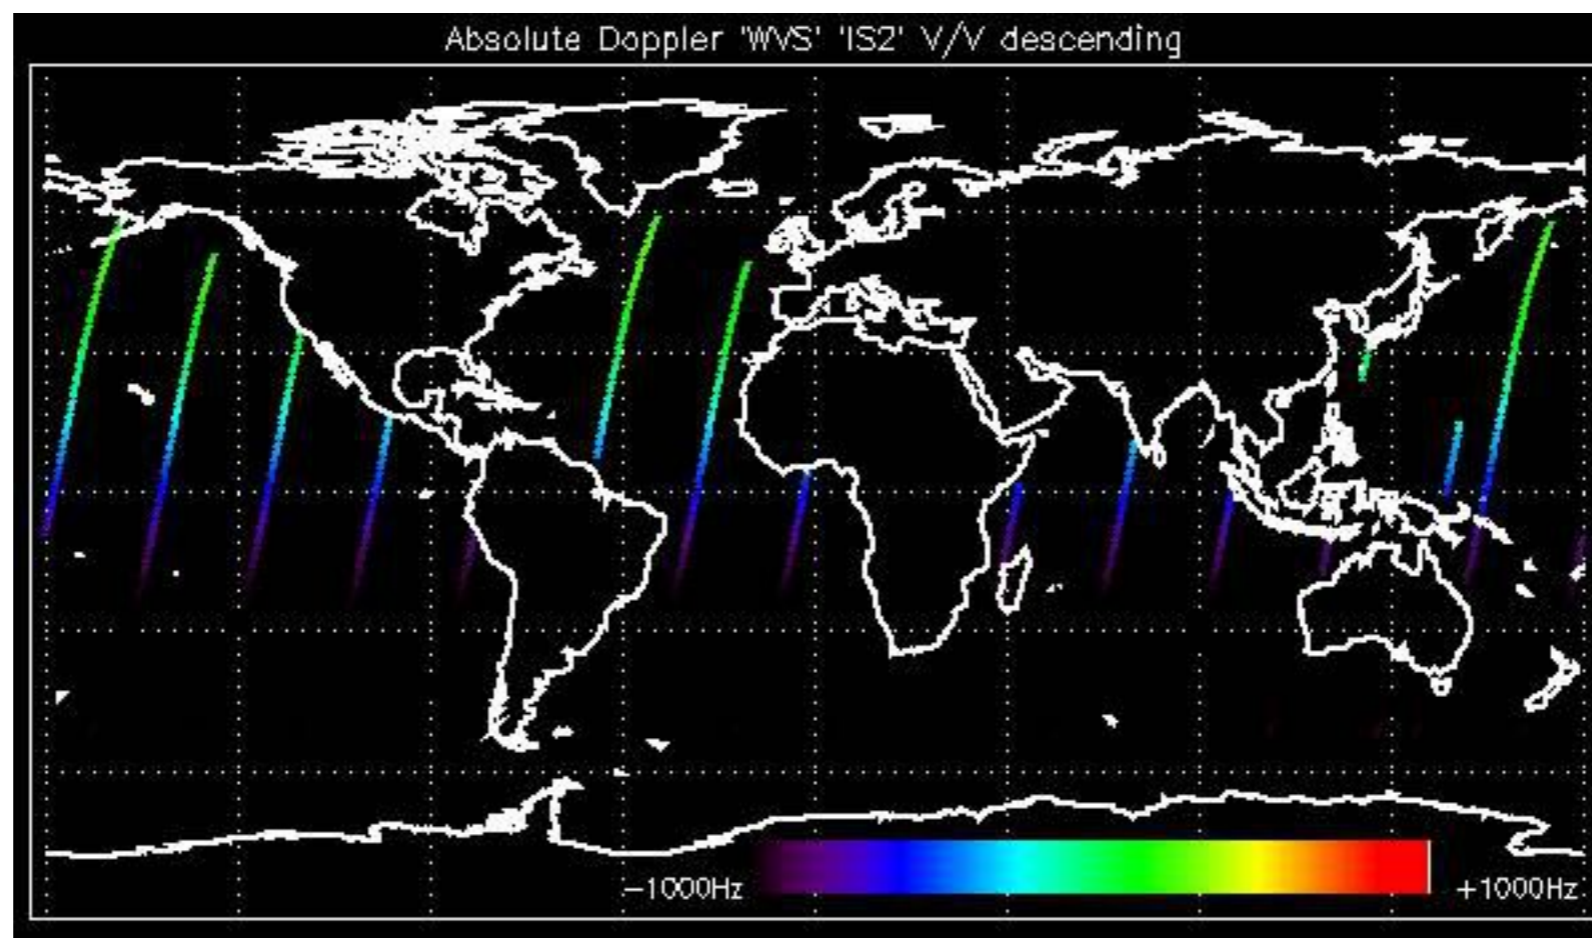 Absolute Doppler 'WVS' 'IS2' V/V descending
-1000Hz
+1000Hz